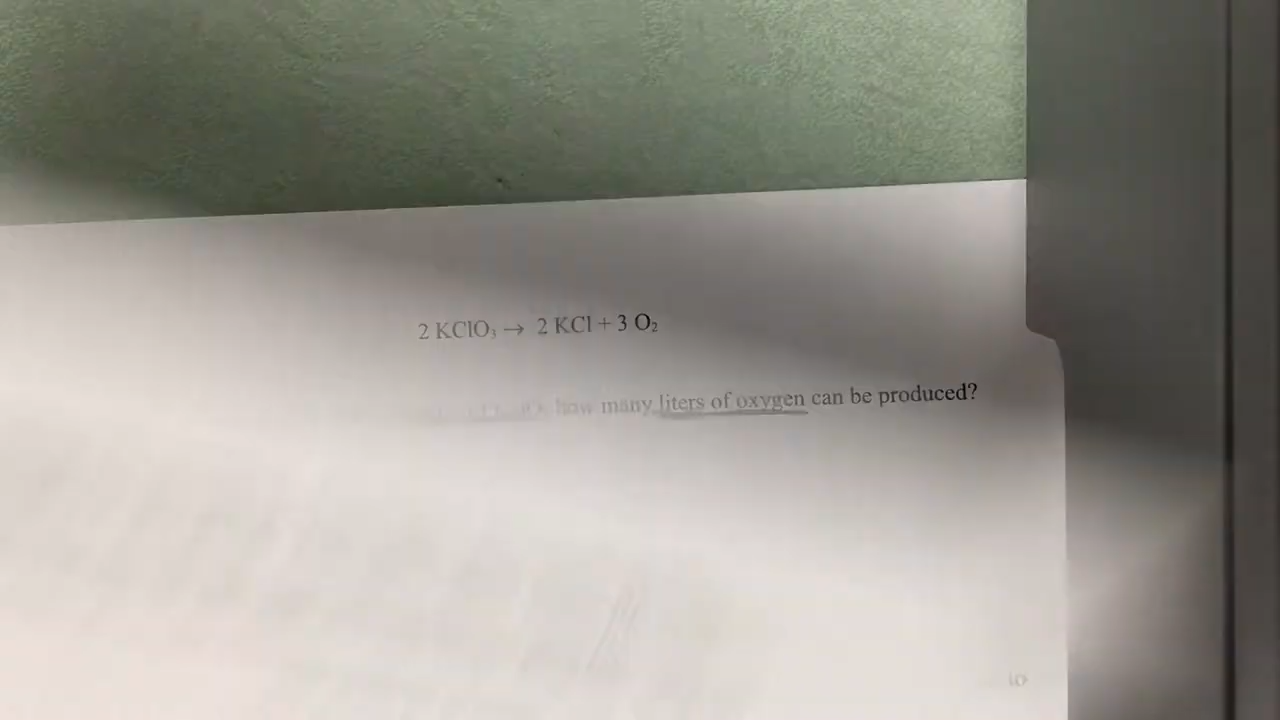 2 KClO₃ → 2 KCl + 3 O₂
how many liters of oxygen can be produced?